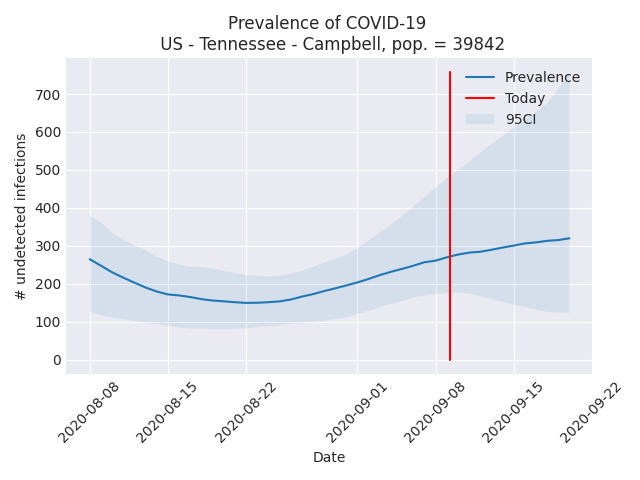 Prevalence of COVID-19
US - Tennessee - Campbell, pop. = 39842
Prevalence
Today
95CI
# undetected infections
700
600
500
400
300
200
100
0
2020-08-08
2020-08-15
2020-08-22
2020-09-01
2020-09-08
2020-09-15
2020-09-22
Date